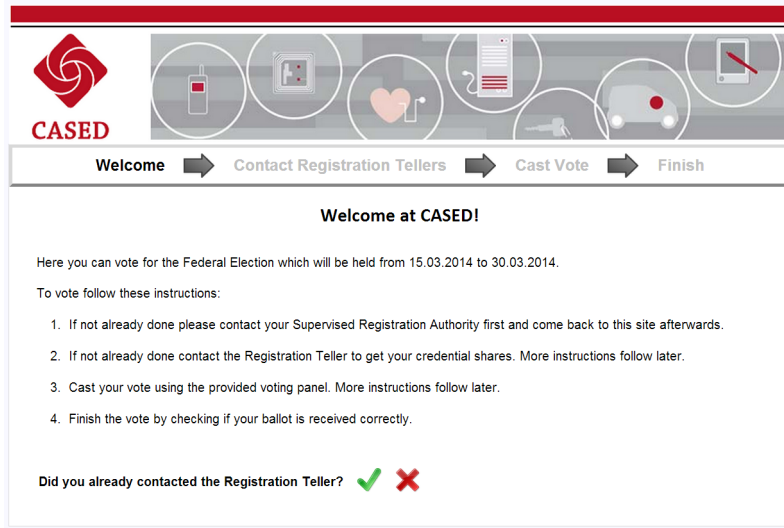 CASED
Welcome Contact Registration Tellers Cast Vote Finish
Welcome at CASED!
Here you can vote for the Federal Election which will be held from 15.03.2014 to 30.03.2014.
To vote follow these instructions:
1. If not already done please contact your Supervised Registration Authority first and come back to this site afterwards.
2. If not already done contact the Registration Teller to get your credential shares. More instructions follow later.
3. Cast your vote using the provided voting panel. More instructions follow later.
4. Finish the vote by checking if your ballot is received correctly.
Did you already contacted the Registration Teller?